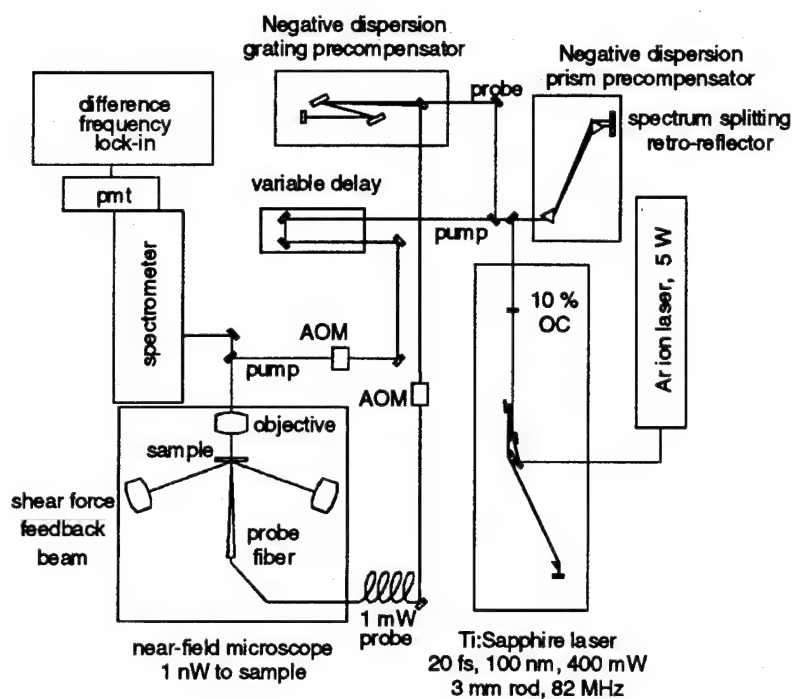 Negative dispersion
grating precompensator
Negative dispersion
prism precompensator
probe
difference
frequency
lock-in
spectrum splitting
retro-reflector
pmt
variable delay
pump
spectrometer
10 %
OC
Ar ion laser, 5 W
AOM
pump
AOM
objective
sample
shear force
feedback
beam
probe
fiber
1 mW
probe
near-field microscope
1 nW to sample
Ti:Sapphire laser
20 fs, 100 nm, 400 mW
3 mm rod, 82 MHz